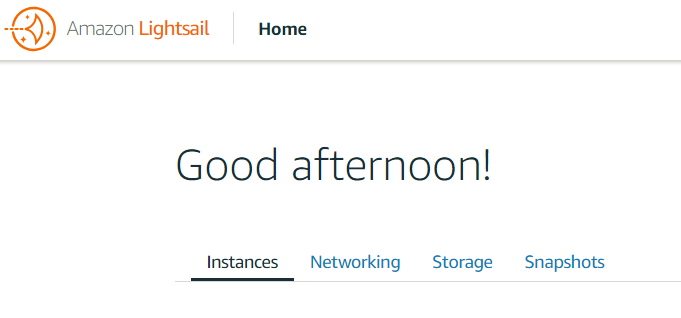 Amazon Lightsail Home
Good afternoon!
Instances Networking Storage Snapshots